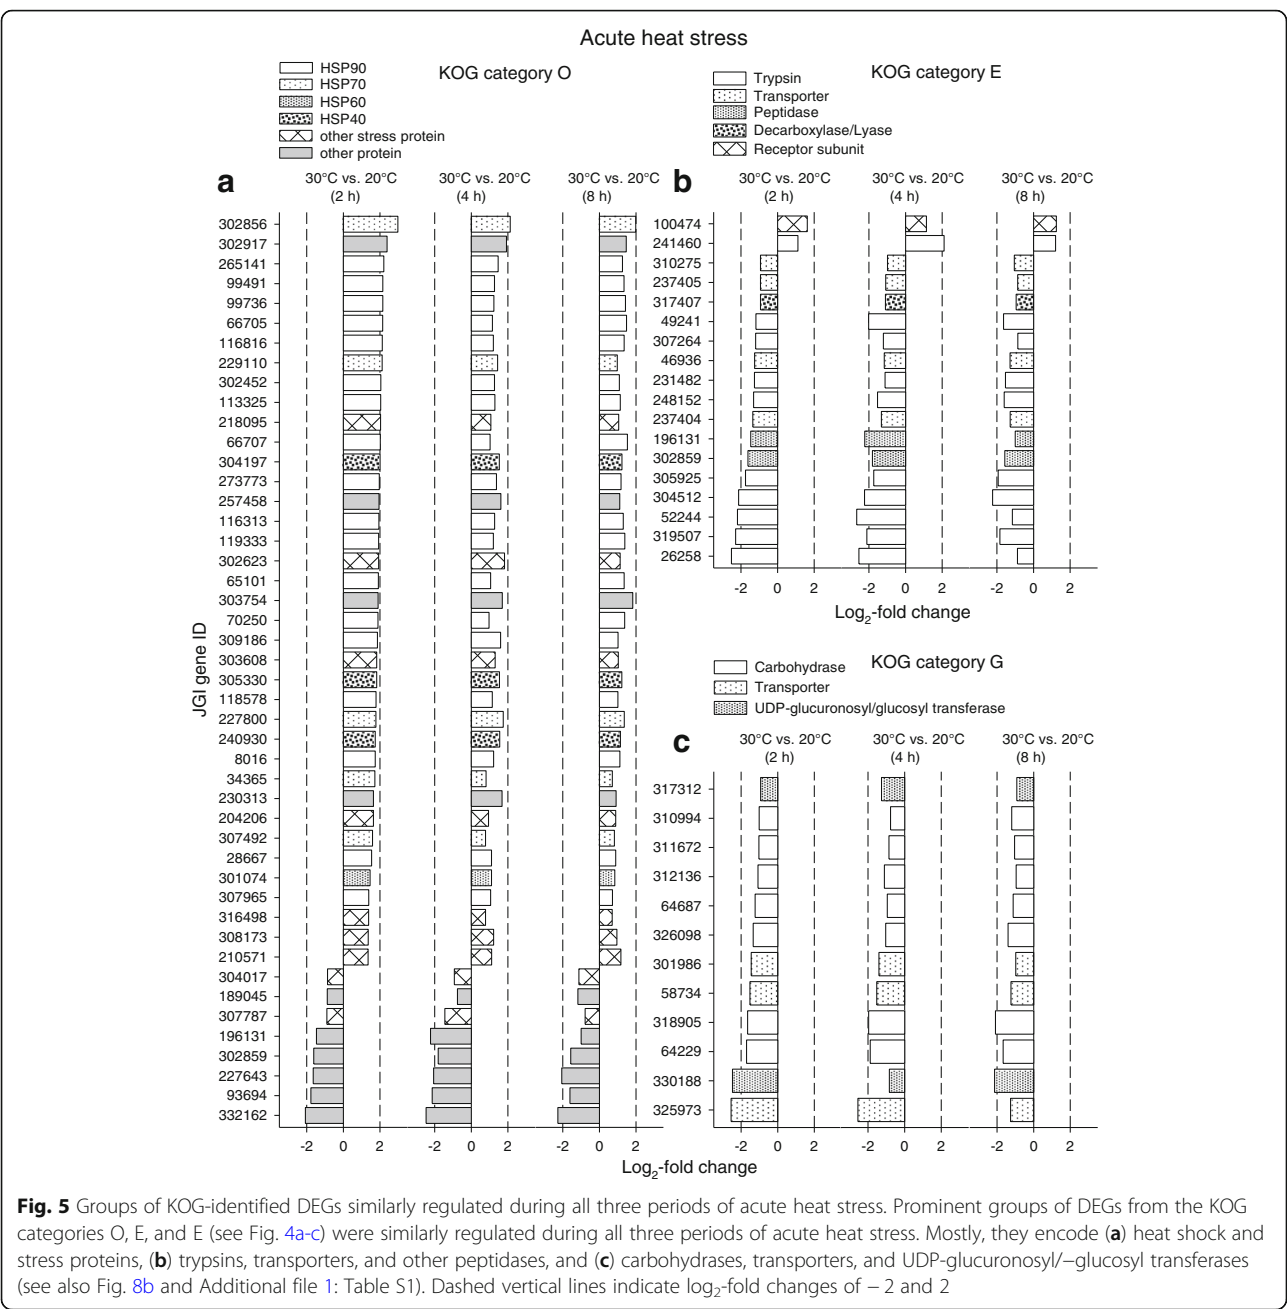 Acute heat stress
HSP90
HSP70
HSP60
HSP40
other stress protein
other protein
KOG category O
a
30°C vs. 20°C
(2 h)
30°C vs. 20°C
(4 h)
30°C vs. 20°C
(8 h)
JGI gene ID
302856
302917
265141
99491
99736
66705
116816
229110
302452
113325
218095
66707
304197
273773
257458
116313
119333
302623
65101
303754
70250
309186
303608
305330
118578
227800
240930
8016
34365
230313
204206
307492
28667
301074
307965
316498
308173
210571
304017
189045
307787
196131
302859
227643
93694
332162
-2 0 2 -2 0 2 -2 0 2
KOG category E
Trypsin
Transporter
Peptidase
Decarboxylase/Lyase
Receptor subunit
b
30°C vs. 20°C
(2 h)
30°C vs. 20°C
(4 h)
30°C vs. 20°C
(8 h)
100474
241460
310275
237405
317407
49241
307264
46936
231482
248152
237404
196131
302859
305925
304512
52244
319507
26258
-2 0 2 -2 0 2 -2 0 2
Log2-fold change
KOG category G
Carbohydrase
Transporter
UDP-glucuronosyl/glucosyl transferase
c
30°C vs. 20°C
(2 h)
30°C vs. 20°C
(4 h)
30°C vs. 20°C
(8 h)
317312
310994
311672
312136
64687
326098
301986
58734
318905
64229
330188
325973
-2 0 2 -2 0 2 -2 0 2
Log2-fold change
Fig. 5 Groups of KOG-identified DEGs similarly regulated during all three periods of acute heat stress. Prominent groups of DEGs from the KOG
categories O, E, and E (see Fig. 4a-c) were similarly regulated during all three periods of acute heat stress. Mostly, they encode (a) heat shock and
stress proteins, (b) trypsins, transporters, and other peptidases, and (c) carbohydrases, transporters, and UDP-glucuronosyl/−glucosyl transferases
(see also Fig. 8b and Additional file 1: Table S1). Dashed vertical lines indicate log2-fold changes of − 2 and 2